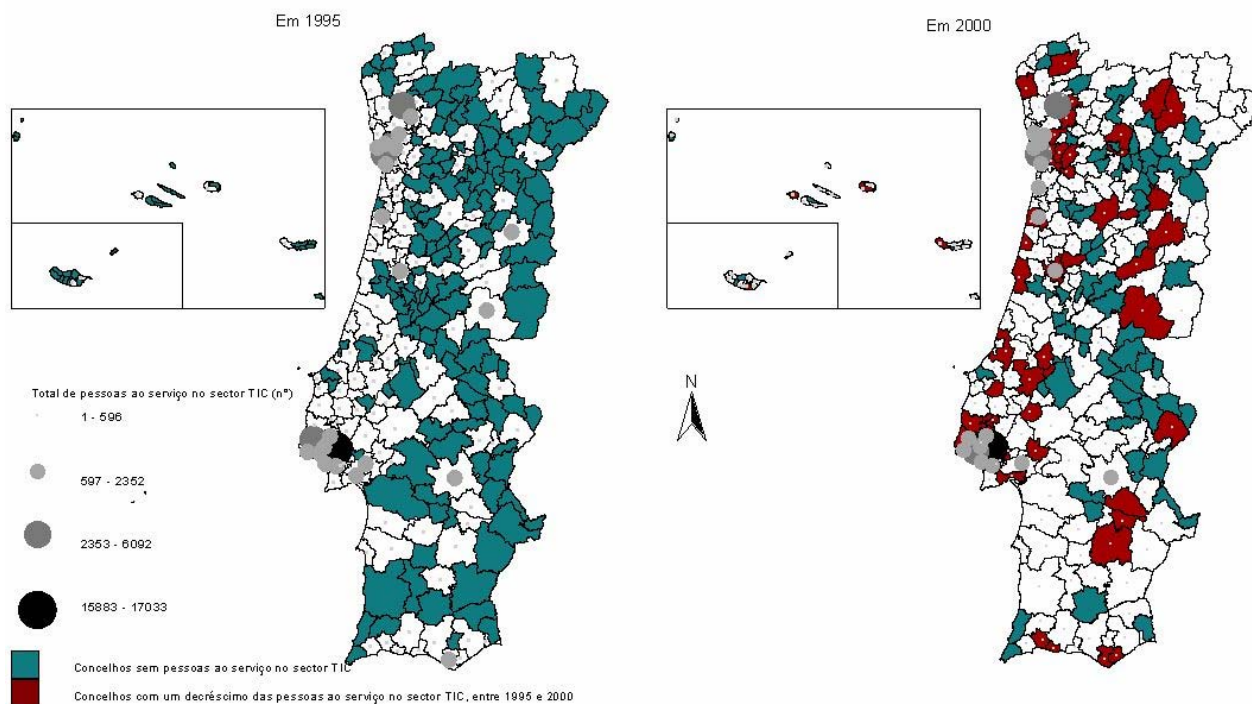 Em 1995
Em 2000
Total de pessoas ao serviço no sector TIC (nº)
1 - 596
597 - 2352
2353 - 6092
15883 - 17033
Concelhos sem pessoas ao serviço no sector TIC
Concelhos com um decréscimo das pessoas ao serviço no sector TIC, entre 1995 e 2000
N